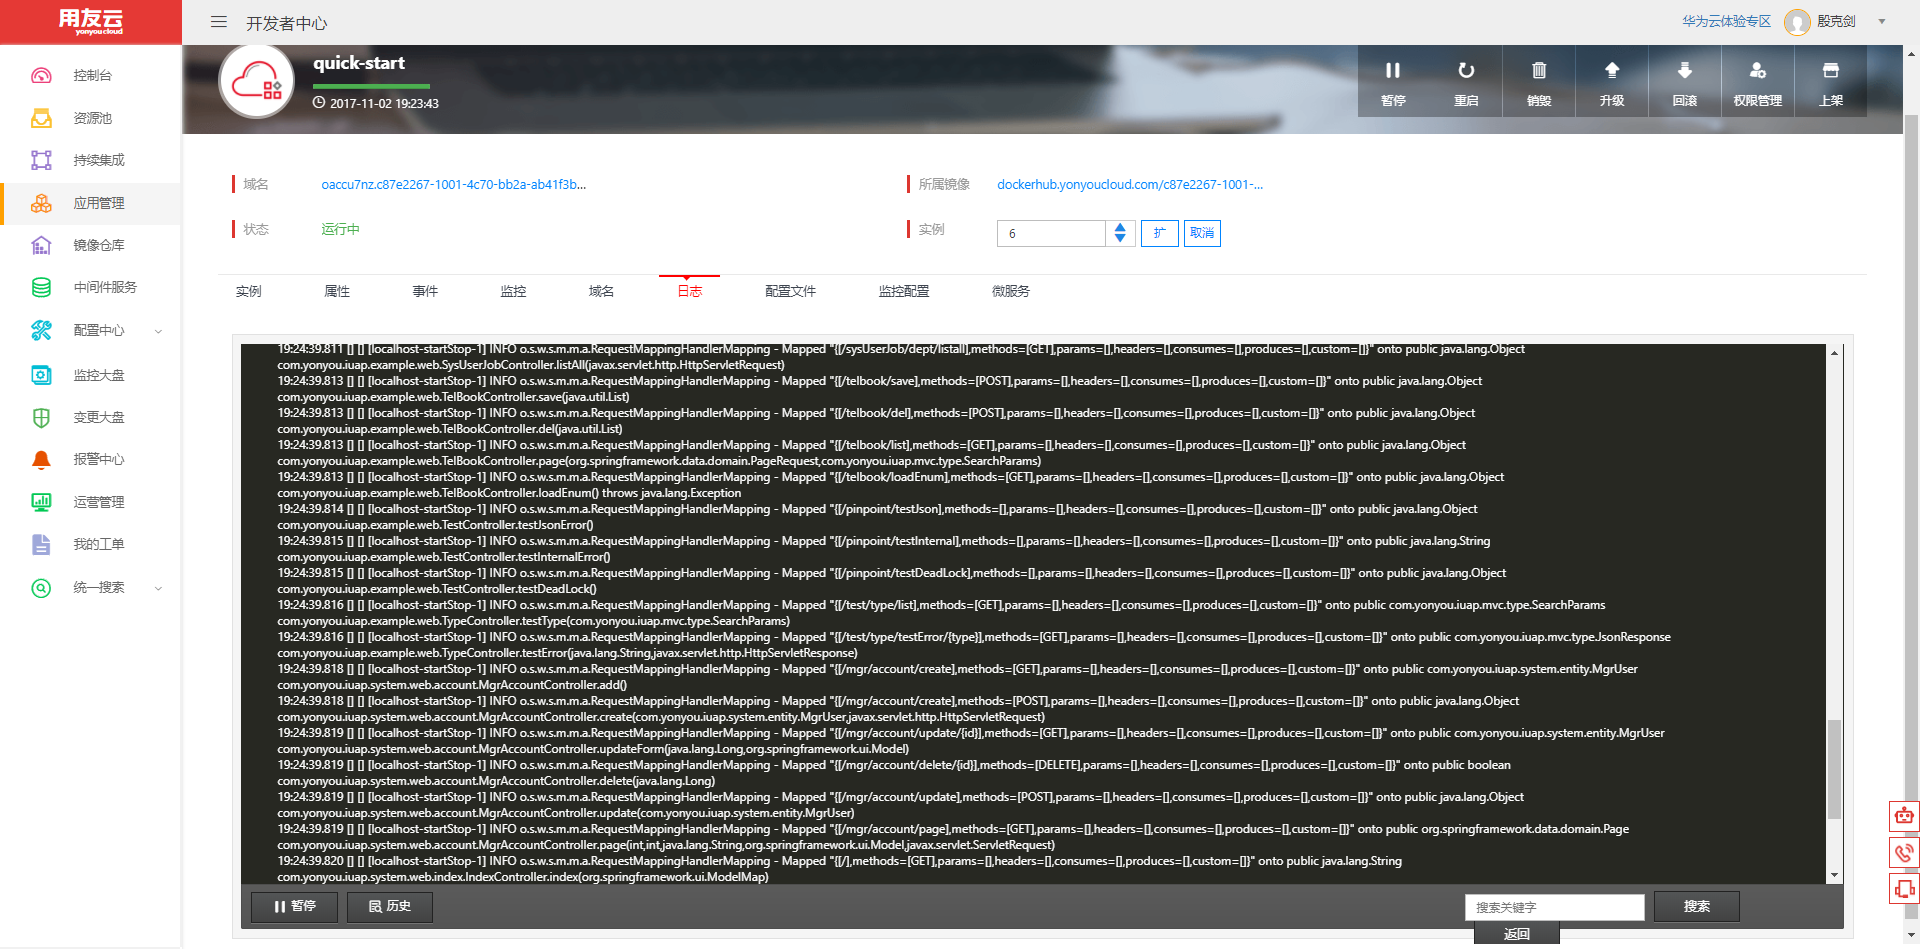 用友云
yonyou cloud
开发者中心
华为云体验专区
殷克剑
控制台
资源池
持续集成
应用管理
镜像仓库
中间件服务
配置中心
监控大盘
变更大盘
报警中心
运营管理
我的工单
统一搜索
quick-start
2017-11-02 19:23:43
暂停
重启
销毁
升级
回滚
权限管理
上架
域名
oaccu7nz.c87e2267-1001-4c70-bb2a-ab41f3b...
所属镜像
dockerhub.yonyoucloud.com/c87e2267-1001-...
状态
运行中
实例
6
扩
取消
实例
属性
事件
监控
域名
日志
配置文件
监控配置
微服务
19:24:39.811 [] [] [localhost-startStop-1] INFO o.s.w.s.m.m.a.RequestMappingHandlerMapping - Mapped "{[/sysUserJob/dept/listall],methods=[GET],params=[],headers=[],consumes=[],produces=[],custom=[]}" onto public java.lang.Object
com.yonyou.iuap.example.web.SysUserJobController.listAll(javax.servlet.http.HttpServletRequest)
19:24:39.813 [] [] [localhost-startStop-1] INFO o.s.w.s.m.m.a.RequestMappingHandlerMapping - Mapped "{[/telbook/save],methods=[POST],params=[],headers=[],consumes=[],produces=[],custom=[]}" onto public java.lang.Object
com.yonyou.iuap.example.web.TelBookController.save(java.util.List)
19:24:39.813 [] [] [localhost-startStop-1] INFO o.s.w.s.m.m.a.RequestMappingHandlerMapping - Mapped "{[/telbook/del],methods=[POST],params=[],headers=[],consumes=[],produces=[],custom=[]}" onto public java.lang.Object
com.yonyou.iuap.example.web.TelBookController.del(java.util.List)
19:24:39.813 [] [] [localhost-startStop-1] INFO o.s.w.s.m.m.a.RequestMappingHandlerMapping - Mapped "{[/telbook/list],methods=[GET],params=[],headers=[],consumes=[],produces=[],custom=[]}" onto public java.lang.Object
com.yonyou.iuap.example.web.TelBookController.page(org.springframework.data.domain.PageRequest,com.yonyou.iuap.mvc.type.SearchParams)
19:24:39.813 [] [] [localhost-startStop-1] INFO o.s.w.s.m.m.a.RequestMappingHandlerMapping - Mapped "{[/telbook/loadEnum],methods=[GET],params=[],headers=[],consumes=[],produces=[],custom=[]}" onto public java.lang.Object
com.yonyou.iuap.example.web.TelBookController.loadEnum() throws java.lang.Exception
19:24:39.814 [] [] [localhost-startStop-1] INFO o.s.w.s.m.m.a.RequestMappingHandlerMapping - Mapped "{[/pinpoint/testJson],methods=[],params=[],headers=[],consumes=[],produces=[],custom=[]}" onto public java.lang.Object
com.yonyou.iuap.example.web.TestController.testJsonError()
19:24:39.815 [] [] [localhost-startStop-1] INFO o.s.w.s.m.m.a.RequestMappingHandlerMapping - Mapped "{[/pinpoint/testInternal],methods=[],params=[],headers=[],consumes=[],produces=[],custom=[]}" onto public java.lang.String
com.yonyou.iuap.example.web.TestController.testInternalError()
19:24:39.815 [] [] [localhost-startStop-1] INFO o.s.w.s.m.m.a.RequestMappingHandlerMapping - Mapped "{[/pinpoint/testDeadLock],methods=[],params=[],headers=[],consumes=[],produces=[],custom=[]}" onto public java.lang.Object
com.yonyou.iuap.example.web.TestController.testDeadLock()
19:24:39.816 [] [] [localhost-startStop-1] INFO o.s.w.s.m.m.a.RequestMappingHandlerMapping - Mapped "{[/test/type/list],methods=[GET],params=[],headers=[],consumes=[],produces=[],custom=[]}" onto public com.yonyou.iuap.mvc.type.SearchParams
com.yonyou.iuap.example.web.TypeController.testType(com.yonyou.iuap.mvc.type.SearchParams)
19:24:39.816 [] [] [localhost-startStop-1] INFO o.s.w.s.m.m.a.RequestMappingHandlerMapping - Mapped "{[/test/type/testError/{type}],methods=[GET],params=[],headers=[],consumes=[],produces=[],custom=[]}" onto public com.yonyou.iuap.mvc.type.JsonResponse
com.yonyou.iuap.example.web.TypeController.testError(java.lang.String,javax.servlet.http.HttpServletResponse)
19:24:39.818 [] [] [localhost-startStop-1] INFO o.s.w.s.m.m.a.RequestMappingHandlerMapping - Mapped "{[/mgr/account/create],methods=[GET],params=[],headers=[],consumes=[],produces=[],custom=[]}" onto public com.yonyou.iuap.system.entity.MgrUser
com.yonyou.iuap.system.web.account.MgrAccountController.add()
19:24:39.818 [] [] [localhost-startStop-1] INFO o.s.w.s.m.m.a.RequestMappingHandlerMapping - Mapped "{[/mgr/account/create],methods=[POST],params=[],headers=[],consumes=[],produces=[],custom=[]}" onto public java.lang.Object
com.yonyou.iuap.system.web.account.MgrAccountController.create(com.yonyou.iuap.system.entity.MgrUser,javax.servlet.http.HttpServletRequest)
19:24:39.819 [] [] [localhost-startStop-1] INFO o.s.w.s.m.m.a.RequestMappingHandlerMapping - Mapped "{[/mgr/account/update/{id}],methods=[GET],params=[],headers=[],consumes=[],produces=[],custom=[]}" onto public com.yonyou.iuap.system.entity.MgrUser
com.yonyou.iuap.system.web.account.MgrAccountController.updateForm(java.lang.Long,org.springframework.ui.Model)
19:24:39.819 [] [] [localhost-startStop-1] INFO o.s.w.s.m.m.a.RequestMappingHandlerMapping - Mapped "{[/mgr/account/delete/{id}],methods=[DELETE],params=[],headers=[],consumes=[],produces=[],custom=[]}" onto public boolean
com.yonyou.iuap.system.web.account.MgrAccountController.delete(java.lang.Long)
19:24:39.819 [] [] [localhost-startStop-1] INFO o.s.w.s.m.m.a.RequestMappingHandlerMapping - Mapped "{[/mgr/account/update],methods=[POST],params=[],headers=[],consumes=[],produces=[],custom=[]}" onto public java.lang.Object
com.yonyou.iuap.system.web.account.MgrAccountController.update(com.yonyou.iuap.system.entity.MgrUser)
19:24:39.819 [] [] [localhost-startStop-1] INFO o.s.w.s.m.m.a.RequestMappingHandlerMapping - Mapped "{[/mgr/account/page],methods=[GET],params=[],headers=[],consumes=[],produces=[],custom=[]}" onto public org.springframework.data.domain.Page
com.yonyou.iuap.system.web.account.MgrAccountController.page(int,int,java.lang.String,org.springframework.ui.Model,javax.servlet.ServletRequest)
19:24:39.820 [] [] [localhost-startStop-1] INFO o.s.w.s.m.m.a.RequestMappingHandlerMapping - Mapped "{[/],methods=[GET],params=[],headers=[],consumes=[],produces=[],custom=[]}" onto public java.lang.String
com.yonyou.iuap.system.web.index.IndexController.index(org.springframework.ui.ModelMap)
暂停
历史
搜索关键字
搜索
返回